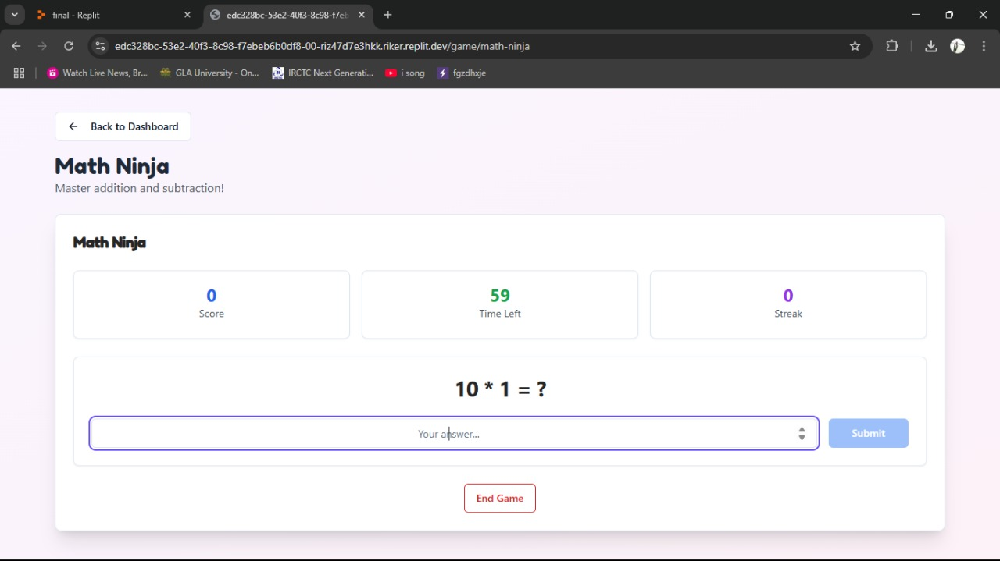 final - Replit
edc328bc-53e2-40f3-8c98-f7eb
edc328bc-53e2-40f3-8c98-f7ebeb6b0df8-00-riz47d7e3hkk.riker.replit.dev/game/math-ninja
Watch Live News, Br... GLA University - On... IRCTC Next Generati... i song fgzdhxje
Back to Dashboard
Math Ninja
Master addition and subtraction!
Math Ninja
0 59 0
Score Time Left Streak
10 * 1 = ?
Your answer... Submit
End Game